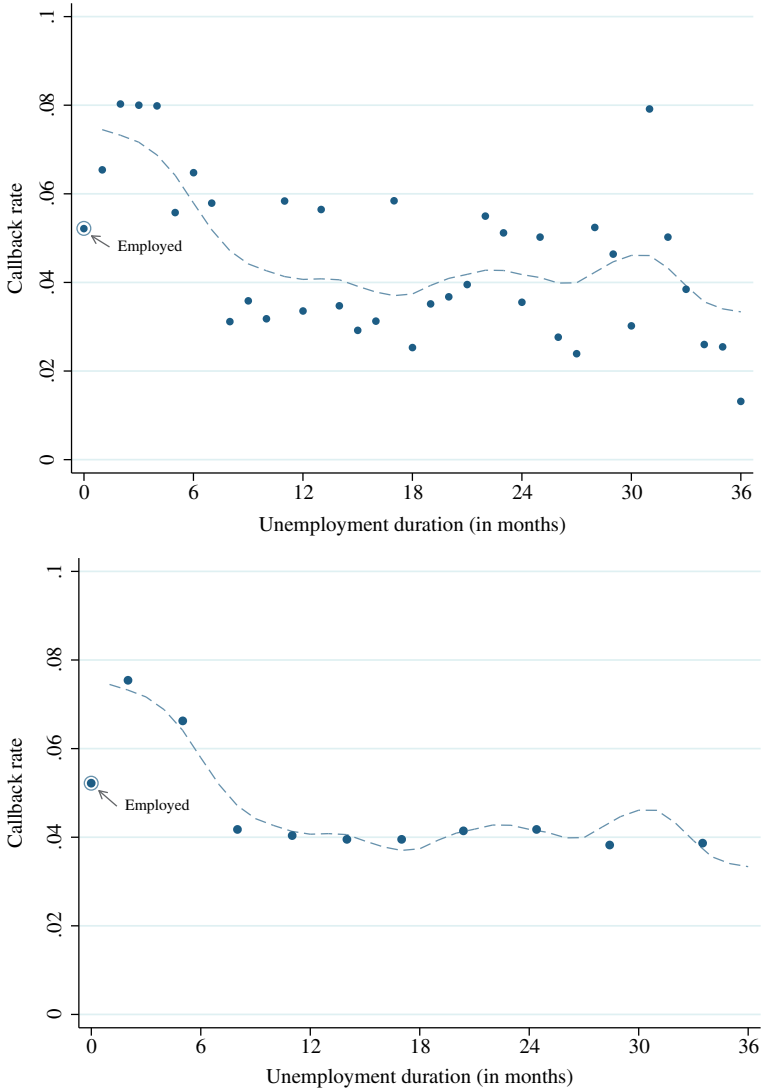 .1
.08
.06
.04
.02
0
Callback rate
Employed
0 6 12 18 24 30 36
Unemployment duration (in months)
.1
.08
.06
.04
.02
0
Callback rate
Employed
0 6 12 18 24 30 36
Unemployment duration (in months)